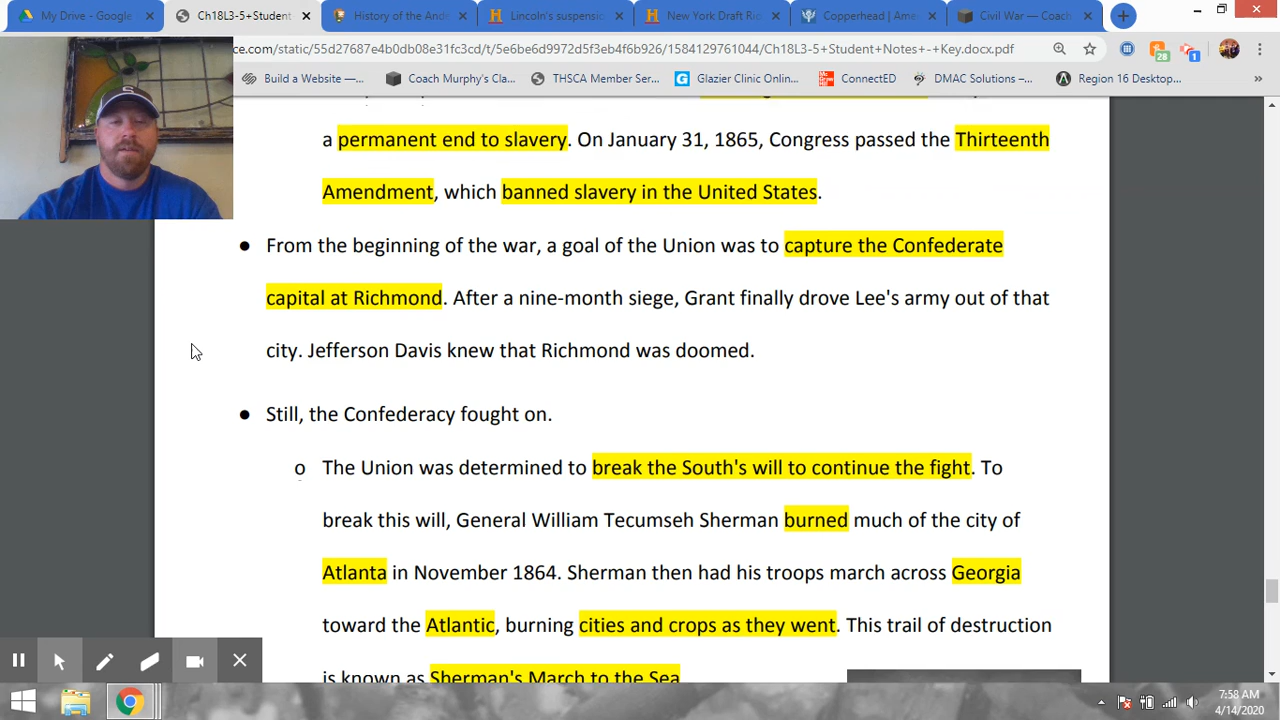 My Drive - Google
Ch18L3-5+Student
History of the And
Lincoln's suspensio
New York Draft Rio
Copperhead | Ame
Civil War — Coach
ce.com/static/55d27687e4b0db08e31fc3cd/t/5e6be6d9972d5f3eb4f6b926/1584129761044/Ch18L3-5+Student+Notes+-+Key.docx.pdf
28
1
Build a Website —...
Coach Murphy's Cla...
THSCA Member Ser...
Glazier Clinic Onlin...
ConnectED
DMAC Solutions –...
Region 16 Desktop...
»
a permanent end to slavery. On January 31, 1865, Congress passed the Thirteenth
Amendment, which banned slavery in the United States.
● From the beginning of the war, a goal of the Union was to capture the Confederate
capital at Richmond. After a nine-month siege, Grant finally drove Lee's army out of that
city. Jefferson Davis knew that Richmond was doomed.
● Still, the Confederacy fought on.
o The Union was determined to break the South's will to continue the fight. To
break this will, General William Tecumseh Sherman burned much of the city of
Atlanta in November 1864. Sherman then had his troops march across Georgia
toward the Atlantic, burning cities and crops as they went. This trail of destruction
is known as Sherman's March to the Sea
7:58 AM
4/14/2020